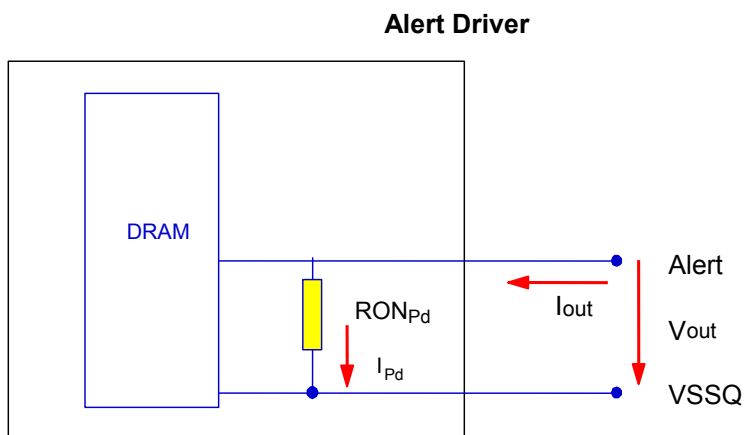 Alert Driver
DRAM
Alert
RONPd
Iout
Vout
IPd
VSSQ